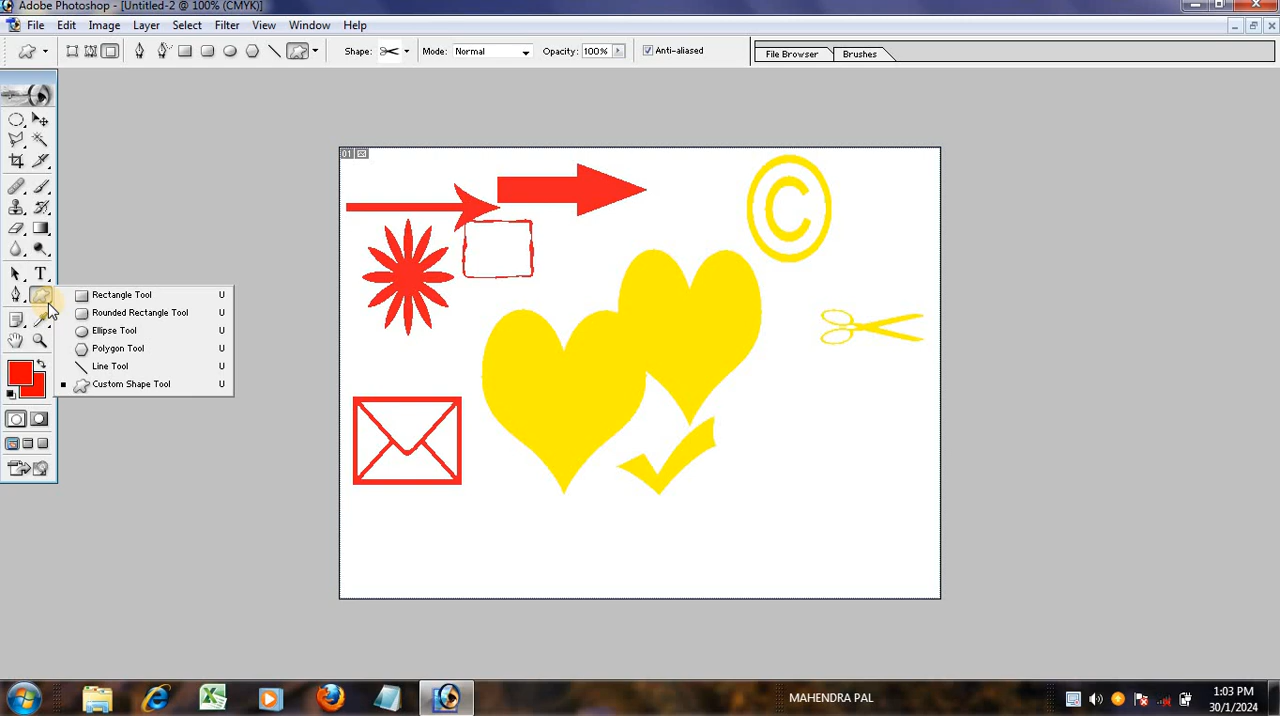 Adobe Photoshop - [Untitled-2 @ 100% (CMYK)]
File Edit Image Layer Select Filter View Window Help
Shape: Mode: Normal Opacity: 100% Anti-aliased File Browser Brushes
01
C
T
Rectangle Tool U
Rounded Rectangle Tool U
Ellipse Tool U
Polygon Tool U
Line Tool U
Custom Shape Tool U
MAHENDRA PAL
1:03 PM
30/1/2024